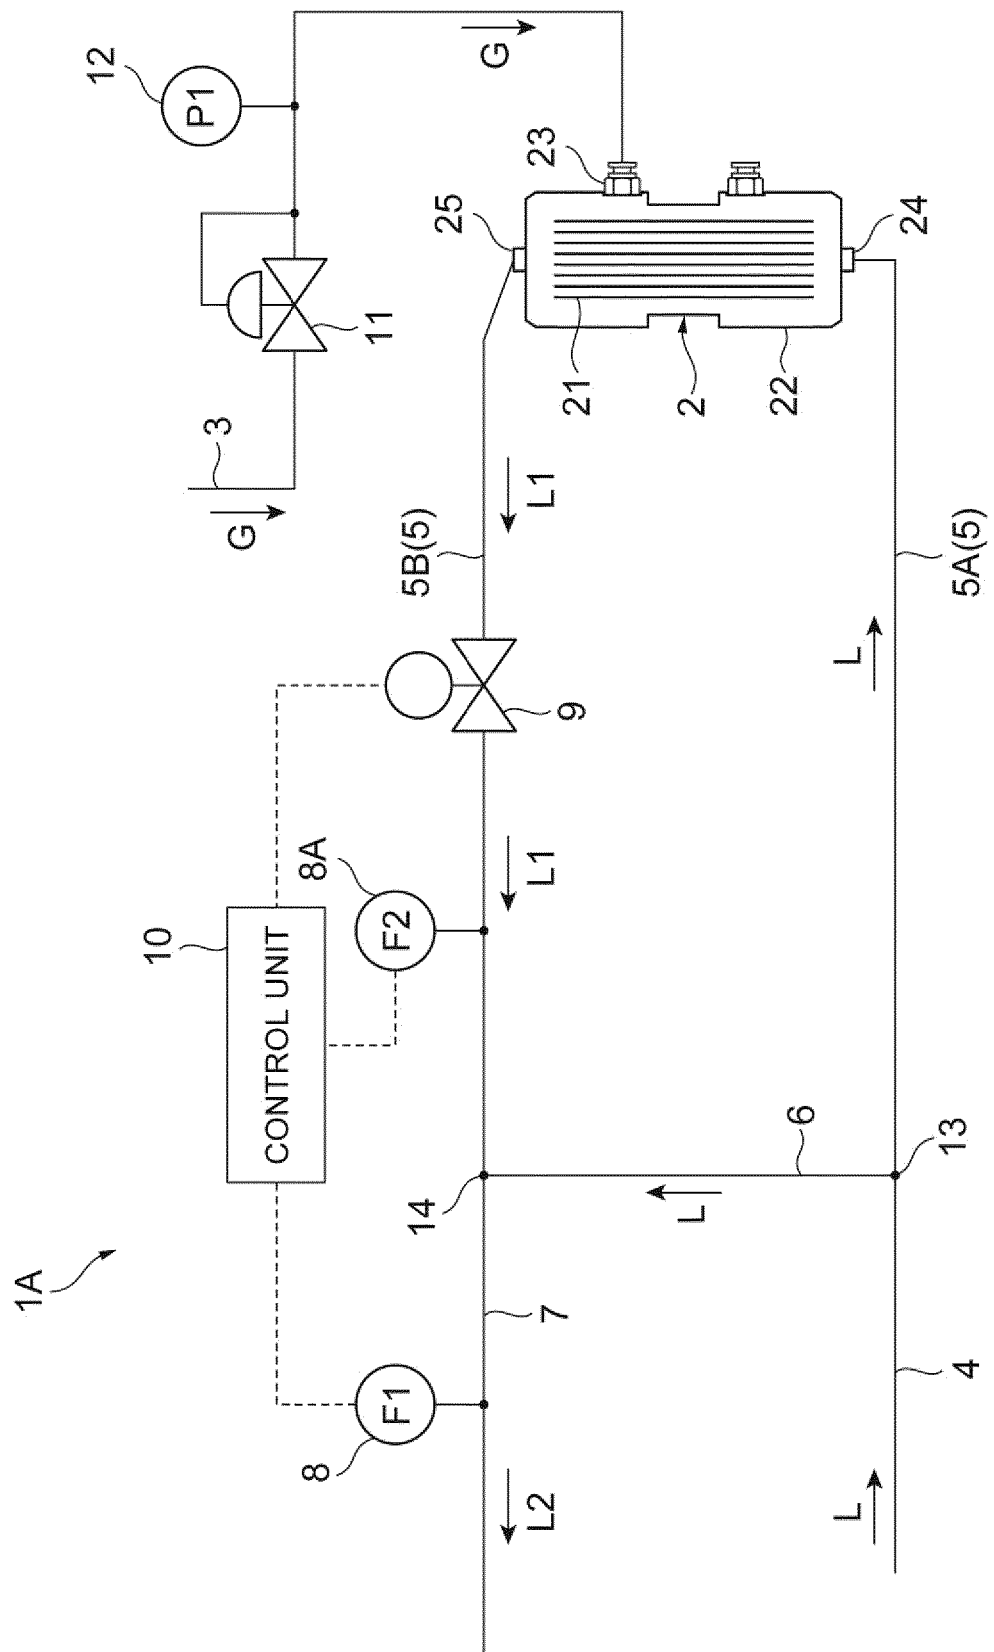 1A
12
10
P1
3
G
CONTROL UNIT
8
8A
11
F1
F2
14
5B(5)
25
G
L2
L1
L1
23
7
9
21
L
2
22
6
L
L
24
13
4
5A(5)